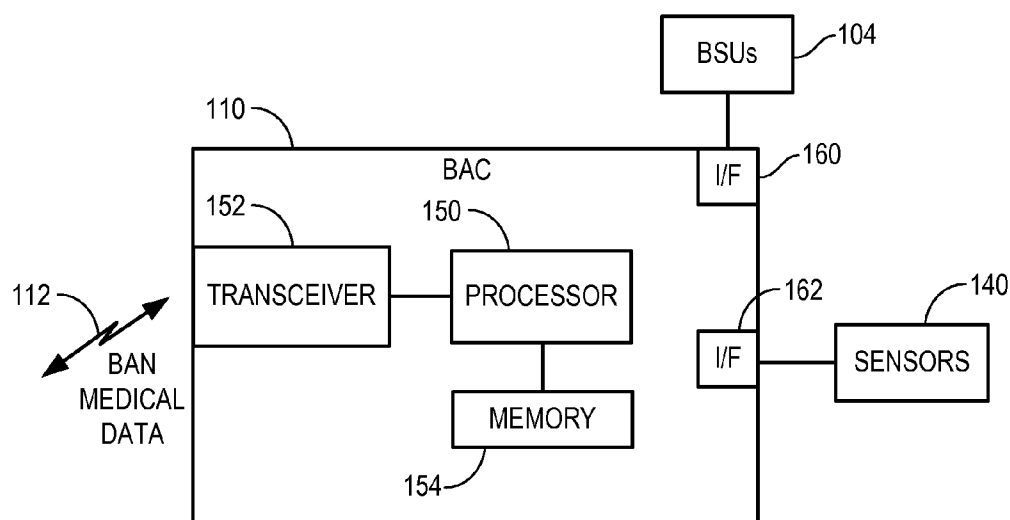 BSUs
104
110
BAC
I/F
160
152
150
TRANSCEIVER
PROCESSOR
112
162
140
I/F
SENSORS
BAN
MEDICAL
DATA
MEMORY
154